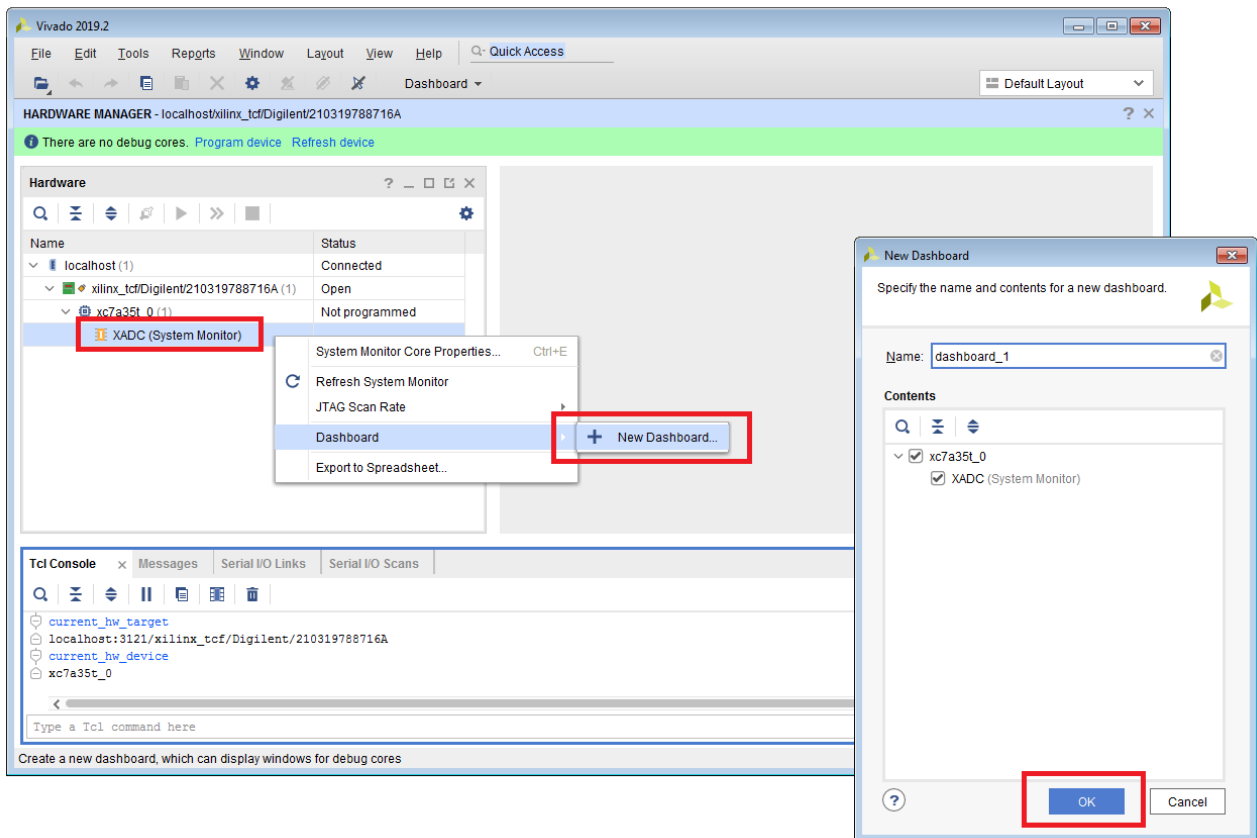 Vivado 2019.2
File Edit Tools Reports Window Layout View Help Quick Access
Dashboard Default Layout
HARDWARE MANAGER - localhost/xilinx_tcf/Digilent/210319788716A
There are no debug cores. Program device Refresh device
Hardware
Name Status
localhost (1) Connected
xilinx_tcf/Digilent/210319788716A (1) Open
xc7a35t_0 (1) Not programmed
XADC (System Monitor)
System Monitor Core Properties... Ctrl+E
Refresh System Monitor
JTAG Scan Rate
Dashboard
New Dashboard...
Export to Spreadsheet...
Tcl Console Messages Serial I/O Links Serial I/O Scans
current_hw_target
localhost:3121/xilinx_tcf/Digilent/210319788716A
current_hw_device
xc7a35t_0
Type a Tcl command here
Create a new dashboard, which can display windows for debug cores
New Dashboard
Specify the name and contents for a new dashboard.
Name: dashboard_1
Contents
xc7a35t_0
XADC (System Monitor)
? OK Cancel